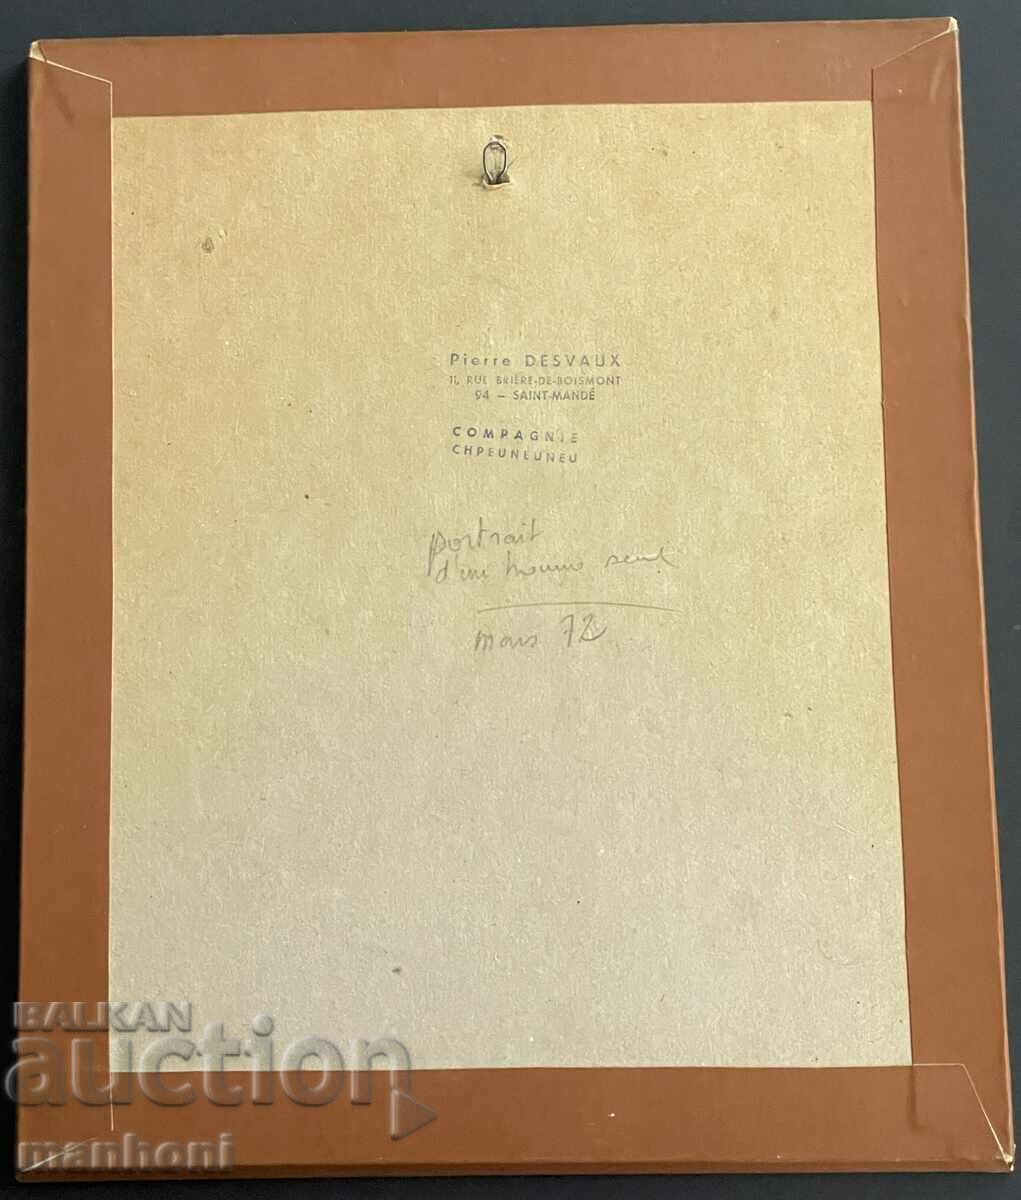 Pierre DESVAUX
11, RUE BRIÈRE-DE-BOISMONT
94 – SAINT-MANDÉ
COMPAGNIE
CHPEUNEUNEU
portrait
d'un homme seul
mars 72
BALKAN
auction
manhoni